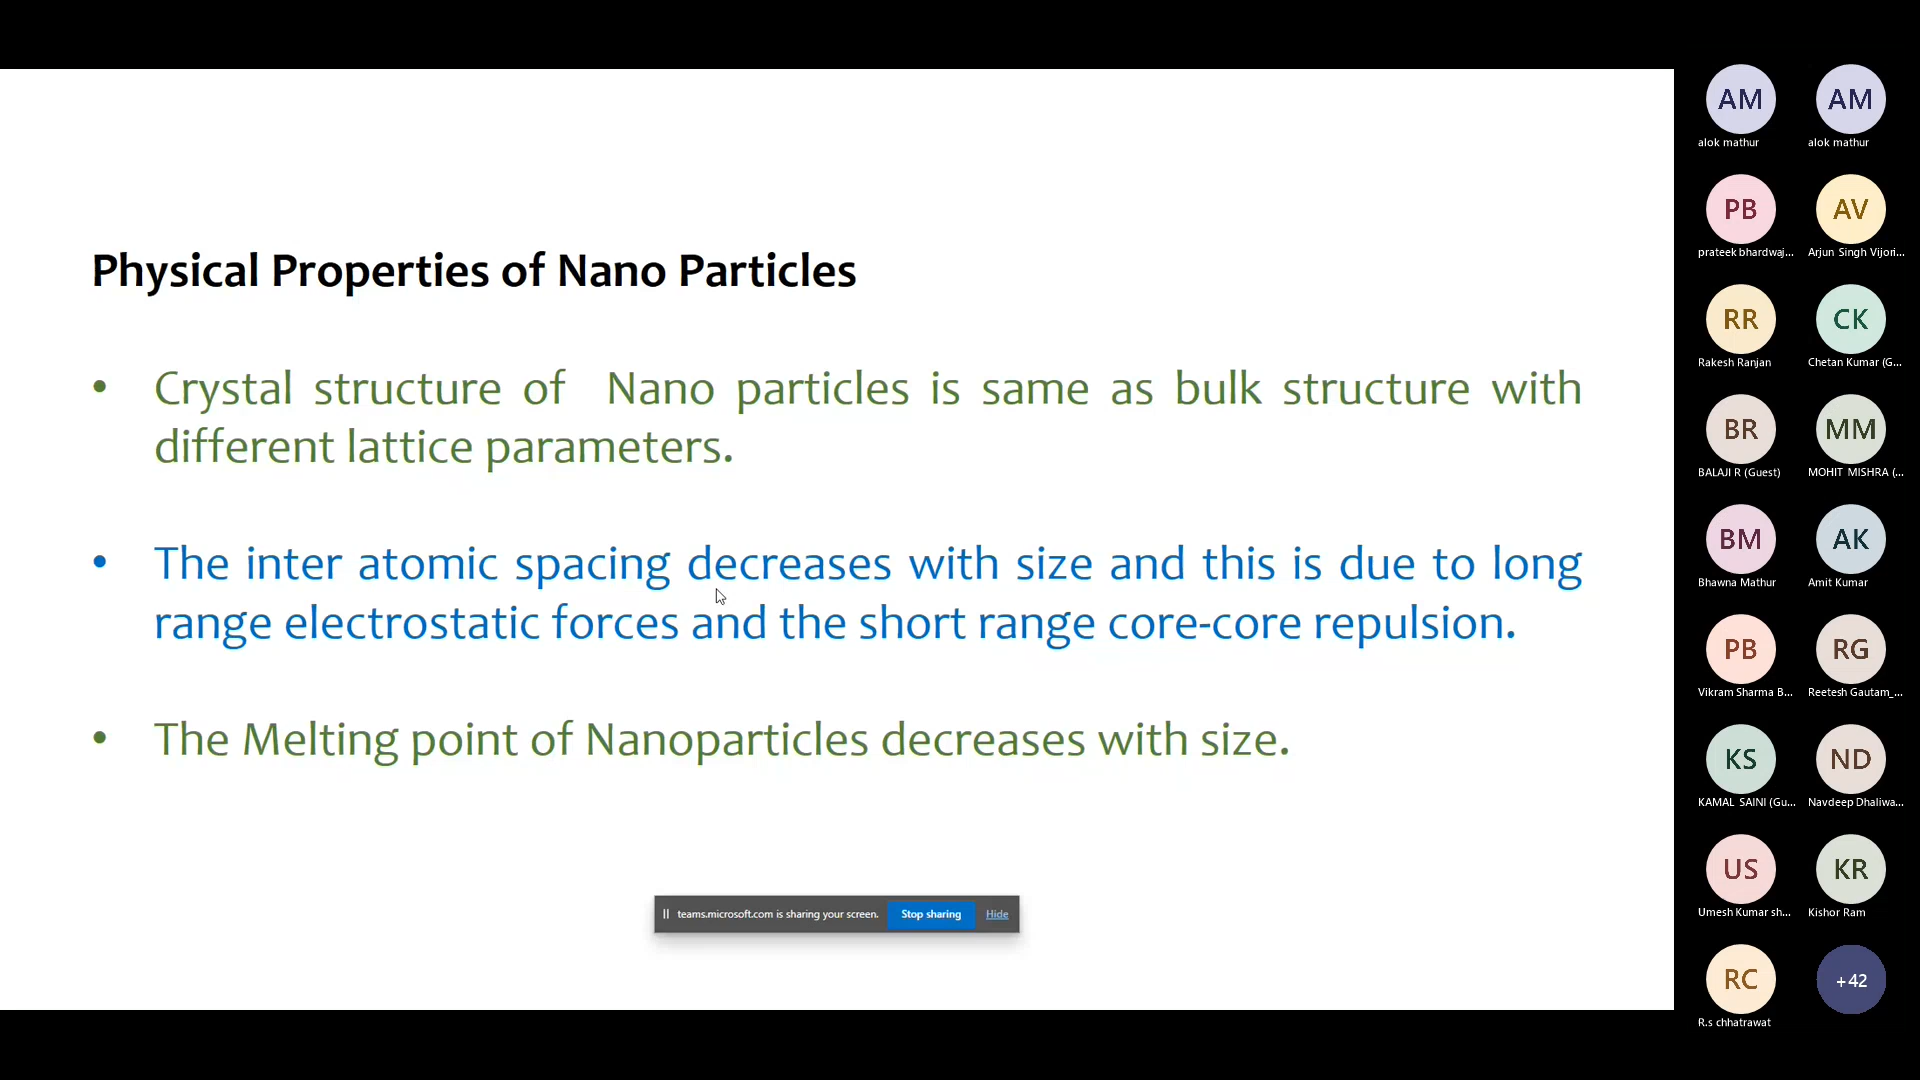 Physical Properties of Nano Particles
• Crystal structure of Nano particles is same as bulk structure with
different lattice parameters.
• The inter atomic spacing decreases with size and this is due to long
range electrostatic forces and the short range core-core repulsion.
• The Melting point of Nanoparticles decreases with size.
teams.microsoft.com is sharing your screen. Stop sharing Hide
AM AM
alok mathur alok mathur
PB AV
prateek bhardwaj... Arjun Singh Vijori...
RR CK
Rakesh Ranjan Chetan Kumar (G...
BR MM
BALAJI R (Guest) MOHIT MISHRA (...
BM AK
Bhawna Mathur Amit Kumar
PB RG
Vikram Sharma B... Reetesh Gautam_...
KS ND
KAMAL SAINI (Gu... Navdeep Dhaliwa...
US KR
Umesh Kumar sh... Kishor Ram
RC +42
R.s chhatrawat